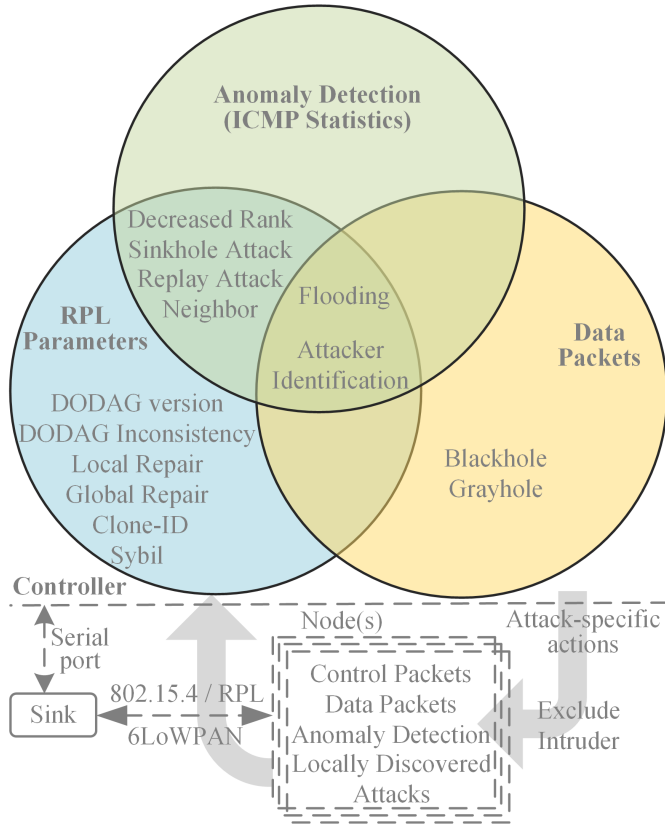 Anomaly Detection
(ICMP Statistics)
Decreased Rank
Sinkhole Attack
Replay Attack
Neighbor
RPL
Parameters
Flooding
Attacker
Identification
Data
Packets
DODAG version
DODAG Inconsistency
Local Repair
Global Repair
Clone-ID
Sybil
Blackhole
Grayhole
Controller
Serial
port
Sink
802.15.4 / RPL
6LoWPAN
Node(s)
Control Packets
Data Packets
Anomaly Detection
Locally Discovered
Attacks
Attack-specific
actions
Exclude
Intruder